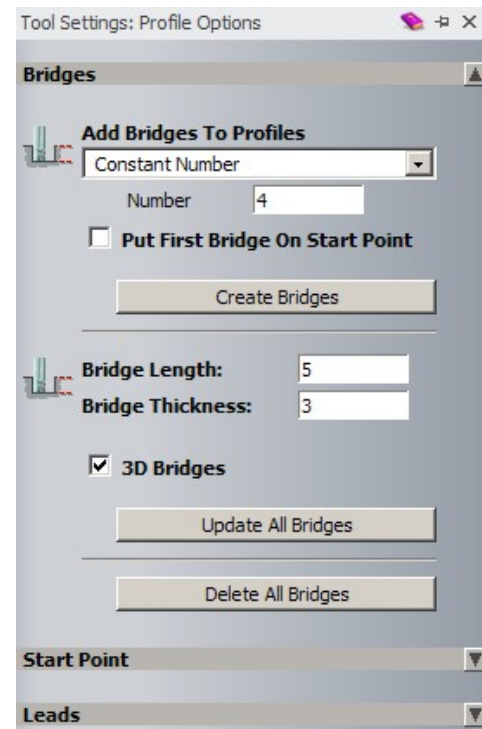 Tool Settings: Profile Options
Bridges
Add Bridges To Profiles
Constant Number
Number 4
Put First Bridge On Start Point
Create Bridges
Bridge Length: 5
Bridge Thickness: 3
3D Bridges
Update All Bridges
Delete All Bridges
Start Point
Leads